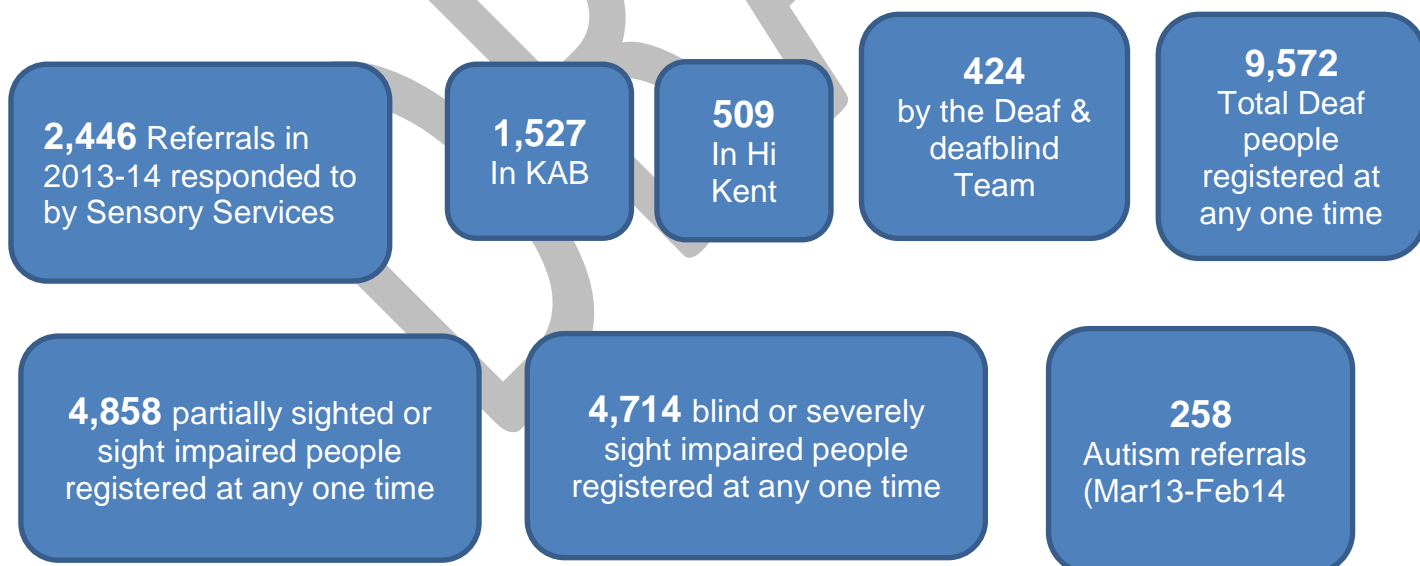 2,446 Referrals in
2013-14 responded to
by Sensory Services
1,527
In KAB
509
In Hi
Kent
424
by the Deaf &
deafblind
Team
9,572
Total Deaf
people
registered at
any one time
4,858 partially sighted or
sight impaired people
registered at any one time
4,714 blind or severely
sight impaired people
registered at any one time
258
Autism referrals
(Mar13-Feb14